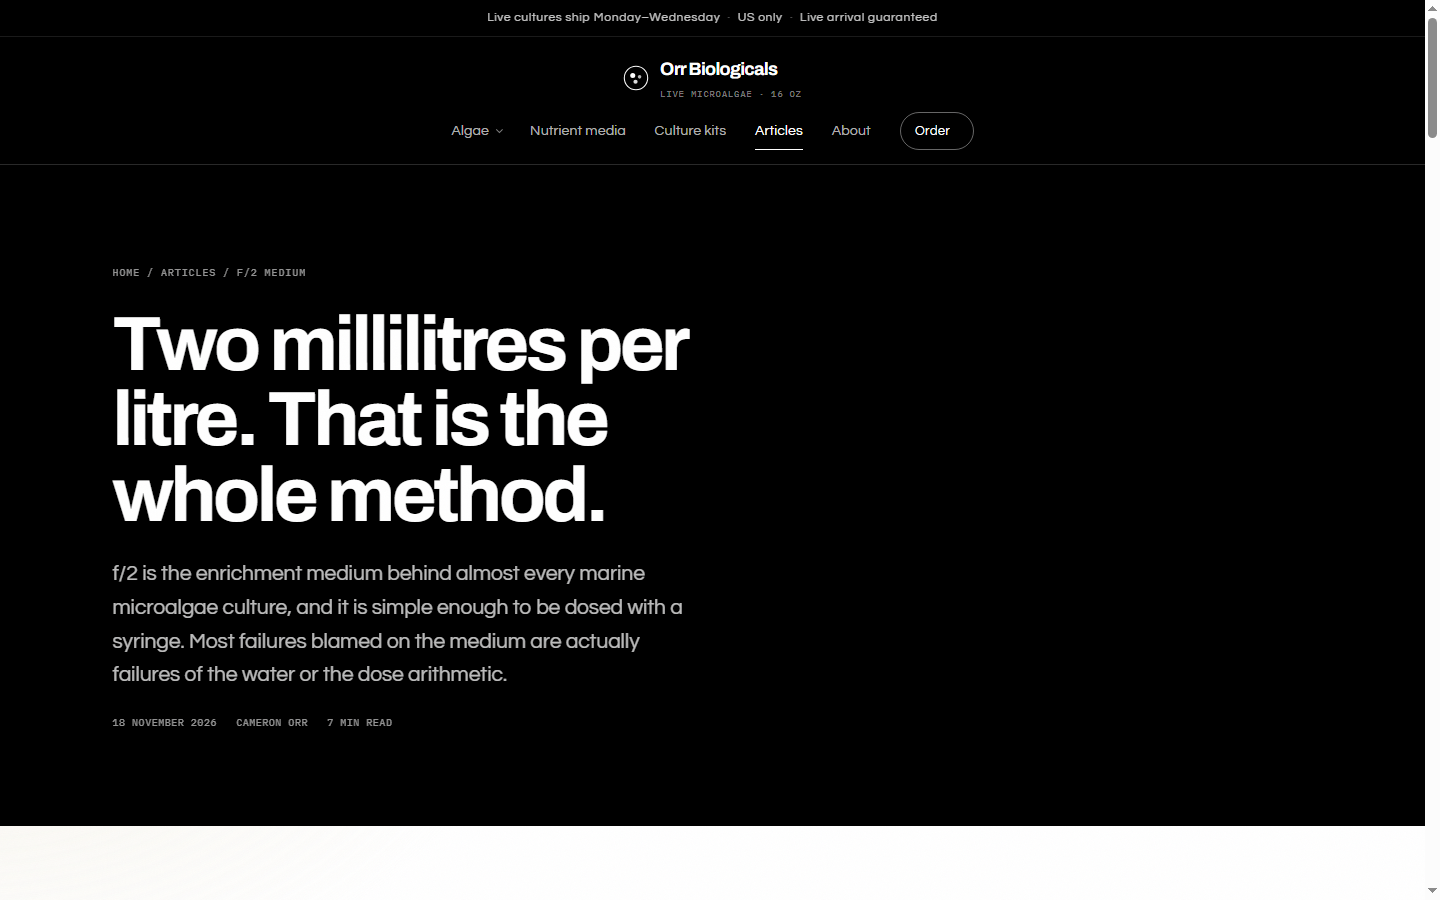 Live cultures ship Monday–Wednesday · US only · Live arrival guaranteed
Orr Biologicals
LIVE MICROALGAE · 16 OZ
Algae Nutrient media Culture kits Articles About Order
HOME / ARTICLES / F/2 MEDIUM
Two millilitres per
litre. That is the
whole method.
f/2 is the enrichment medium behind almost every marine
microalgae culture, and it is simple enough to be dosed with a
syringe. Most failures blamed on the medium are actually
failures of the water or the dose arithmetic.
18 NOVEMBER 2026 CAMERON ORR 7 MIN READ